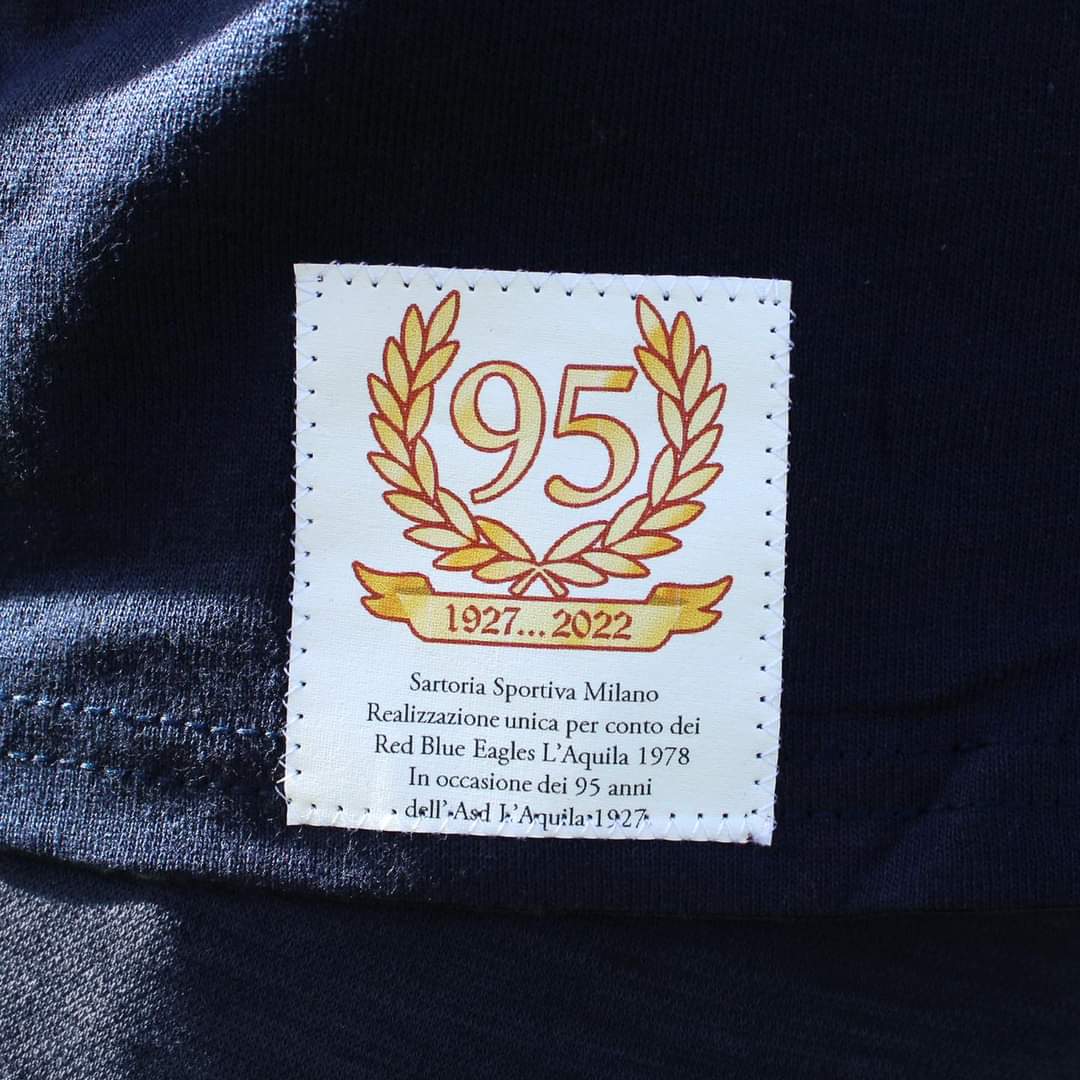 95
1927...2022
Sartoria Sportiva Milano
Realizzazione unica per conto dei
Red Blue Eagles L'Aquila 1978
In occasione dei 95 anni
dell'Asd L'Aquila 1927